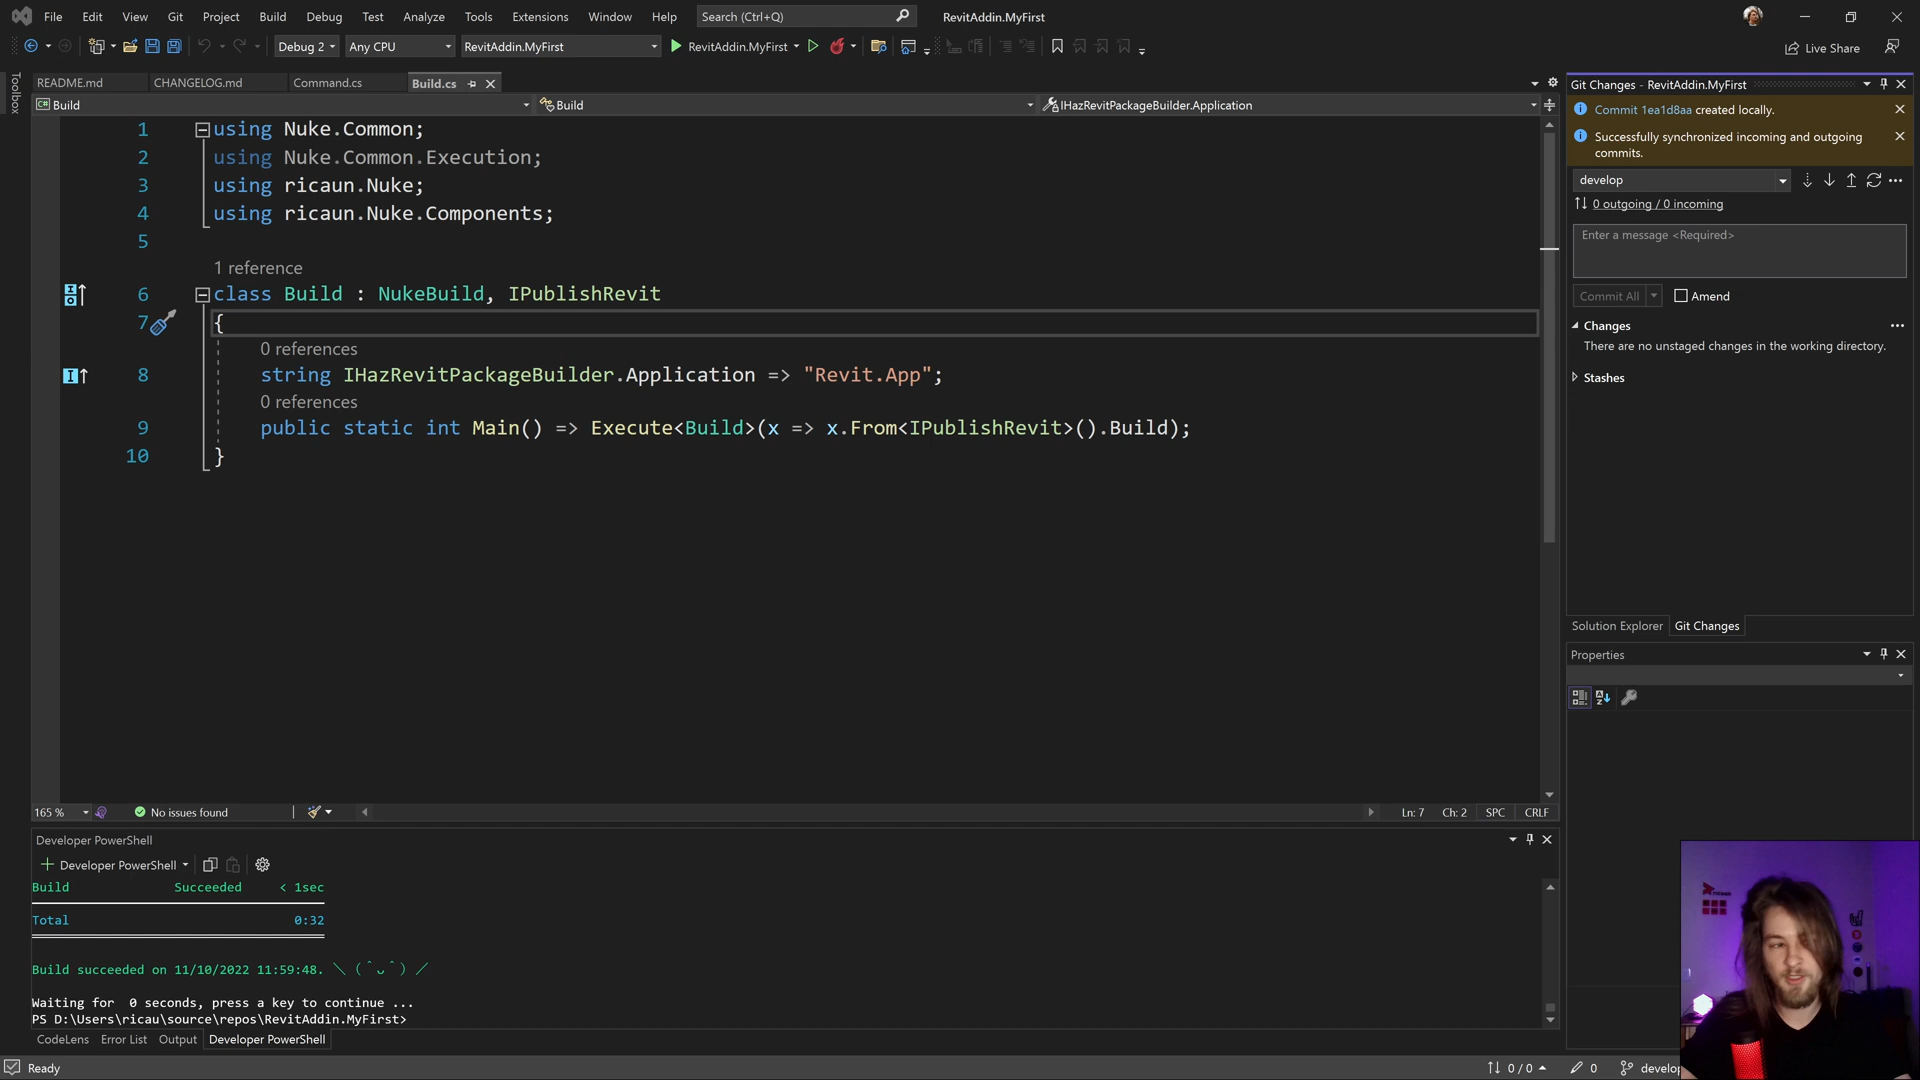 File Edit View Git Project Build Debug Test Analyze Tools Extensions Window Help Search (Ctrl+Q) RevitAddin.MyFirst
Debug 2 Any CPU RevitAddin.MyFirst RevitAddin.MyFirst Live Share
Toolbox
README.md CHANGELOG.md Command.cs Build.cs
Build Build IHazRevitPackageBuilder.Application
1 using Nuke.Common;
2 using Nuke.Common.Execution;
3 using ricaun.Nuke;
4 using ricaun.Nuke.Components;
5
1 reference
6 class Build : NukeBuild, IPublishRevit
7 {
0 references
8 string IHazRevitPackageBuilder.Application => "Revit.App";
0 references
9 public static int Main() => Execute<Build>(x => x.From<IPublishRevit>().Build);
10 }
165 % No issues found Ln: 7 Ch: 2 SPC CRLF
Developer PowerShell
Developer PowerShell
Build Succeeded < 1sec
Total 0:32
Build succeeded on 11/10/2022 11:59:48. ＼（＾ᴗ＾）／
Waiting for 0 seconds, press a key to continue ...
PS D:\Users\ricau\source\repos\RevitAddin.MyFirst>
CodeLens Error List Output Developer PowerShell
Ready 0 / 0 0 develop
Git Changes - RevitAddin.MyFirst
Commit 1ea1d8aa created locally.
Successfully synchronized incoming and outgoing
commits.
develop
0 outgoing / 0 incoming
Enter a message <Required>
Commit All Amend
Changes
There are no unstaged changes in the working directory.
Stashes
Solution Explorer Git Changes
Properties